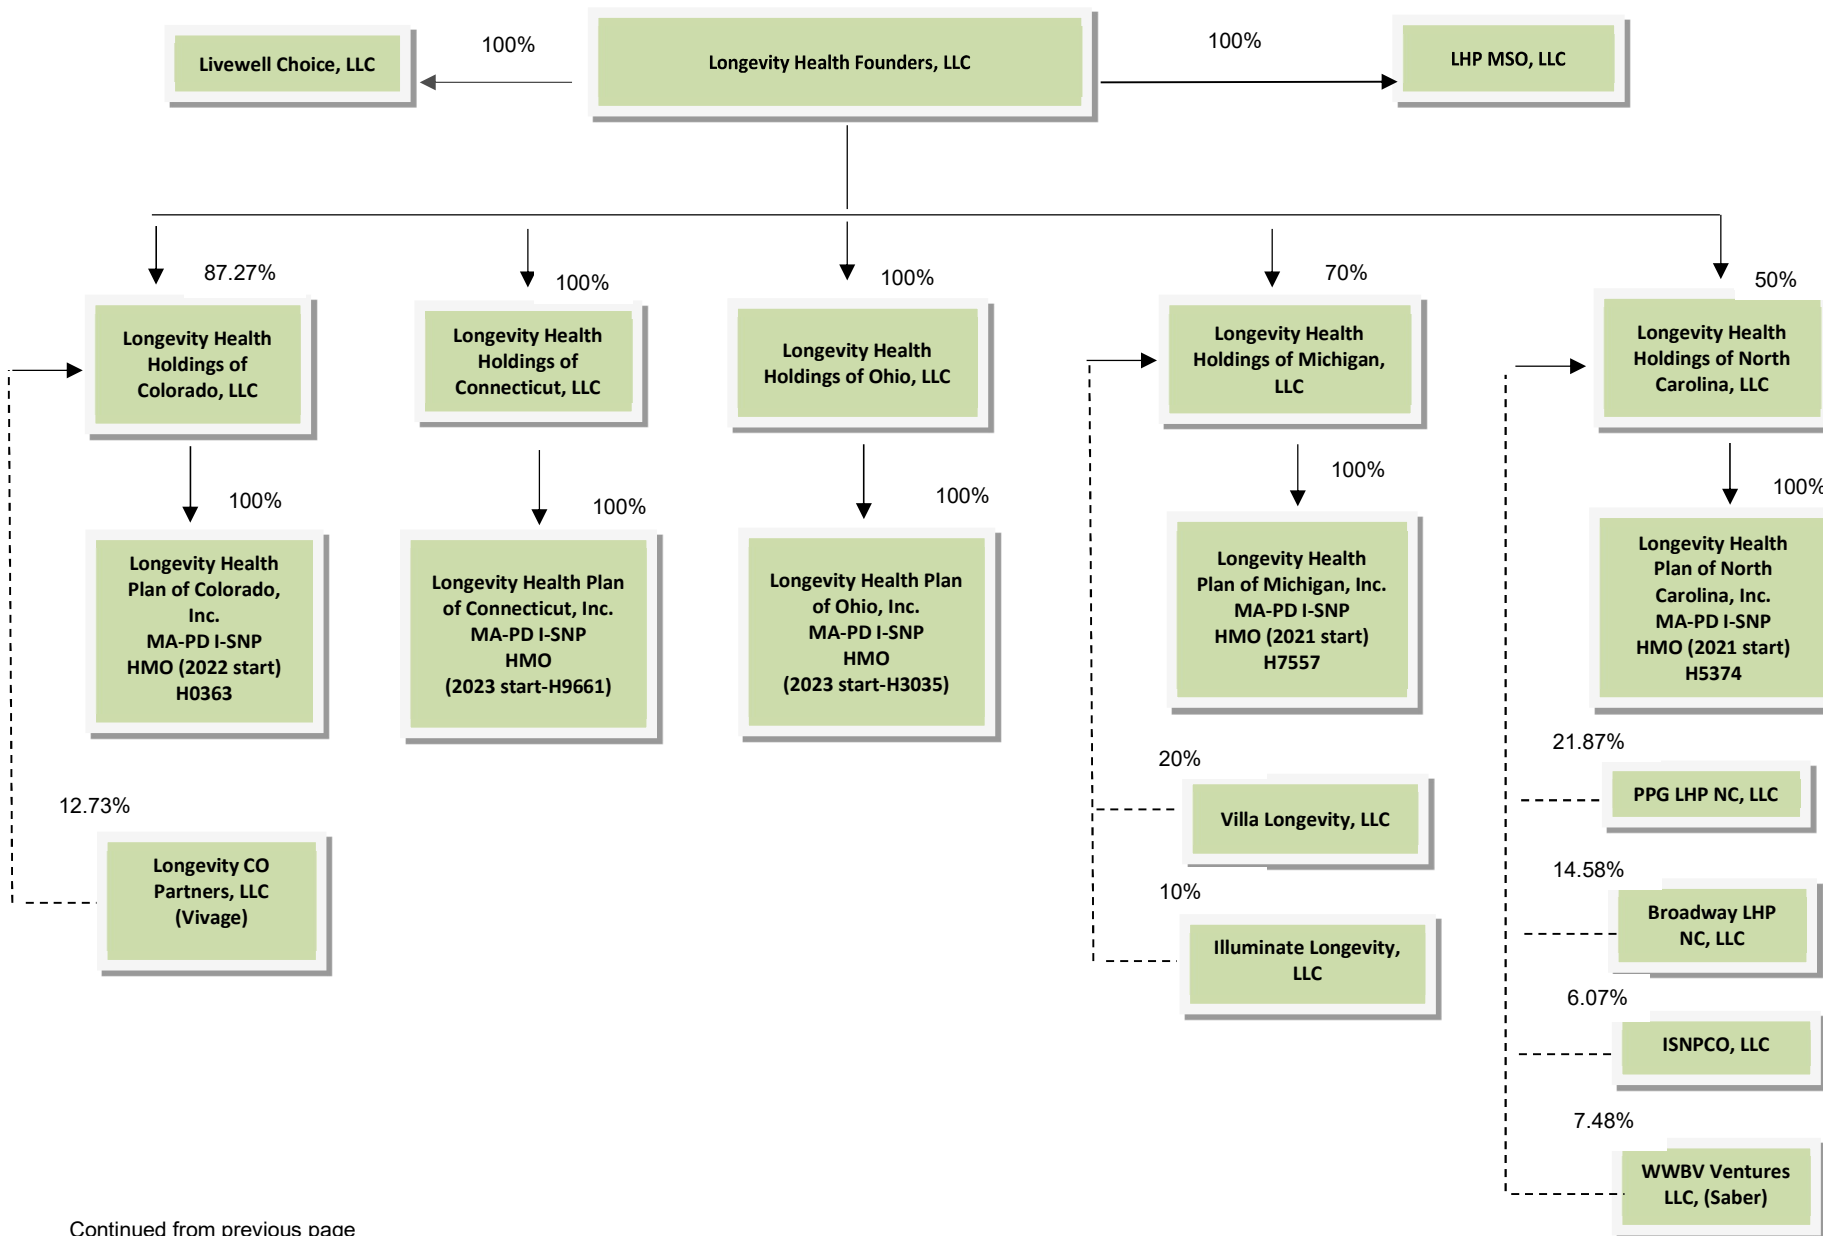 100%
100%
Livewell Choice, LLC
Longevity Health Founders, LLC
LHP MSO, LLC
87.27%
100%
100%
70%
50%
Longevity Health
Holdings of
Colorado, LLC
Longevity Health
Holdings of
Connecticut, LLC
Longevity Health
Holdings of Ohio, LLC
Longevity Health
Holdings of Michigan,
LLC
Longevity Health
Holdings of North
Carolina, LLC
100%
100%
100%
100%
100%
Longevity Health
Plan of Colorado,
Inc.
MA-PD I-SNP
HMO (2022 start)
H0363
Longevity Health Plan
of Connecticut, Inc.
MA-PD I-SNP
HMO
(2023 start-H9661)
Longevity Health Plan
of Ohio, Inc.
MA-PD I-SNP
HMO
(2023 start-H3035)
Longevity Health
Plan of Michigan, Inc.
MA-PD I-SNP
HMO (2021 start)
H7557
Longevity Health
Plan of North
Carolina, Inc.
MA-PD I-SNP
HMO (2021 start)
H5374
12.73%
Longevity CO
Partners, LLC
(Vivage)
20%
Villa Longevity, LLC
10%
Illuminate Longevity,
LLC
21.87%
PPG LHP NC, LLC
14.58%
Broadway LHP
NC, LLC
6.07%
ISNPCO, LLC
7.48%
WWBV Ventures
LLC, (Saber)
Continued from previous page